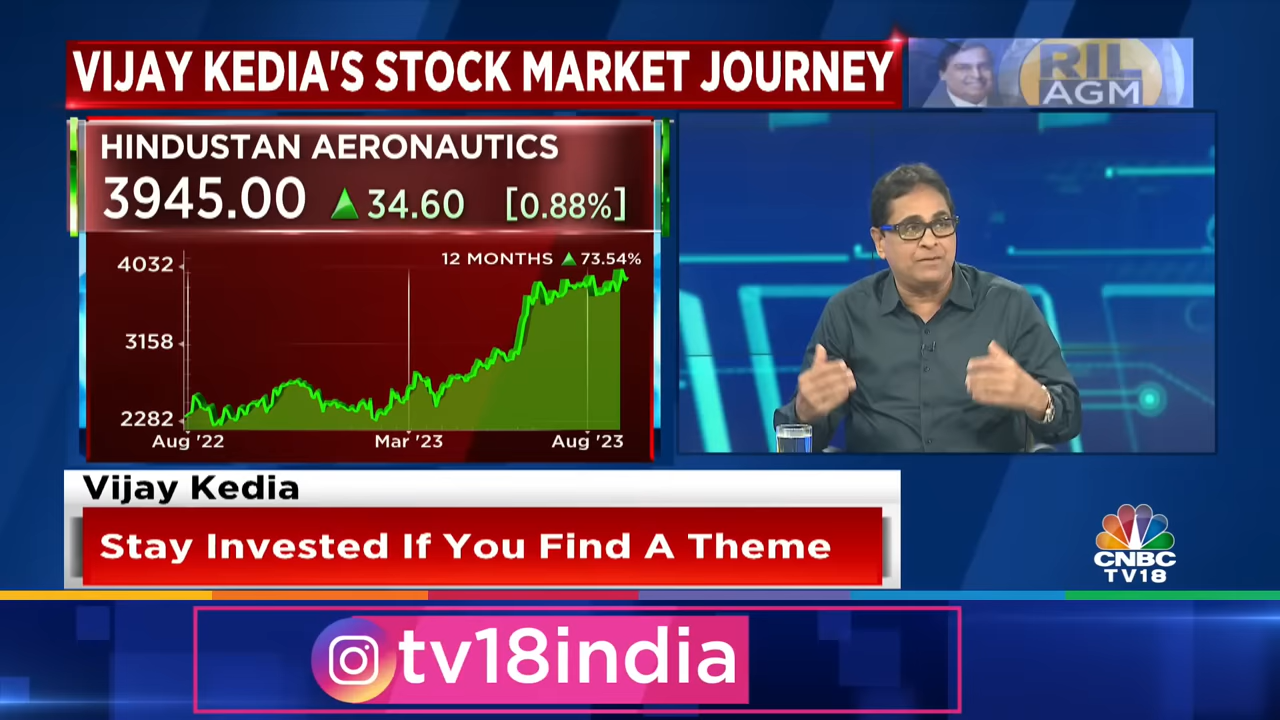 VIJAY KEDIA'S STOCK MARKET JOURNEY
RIL
AGM
HINDUSTAN AERONAUTICS
3945.00 ▲ 34.60 [0.88%]
12 MONTHS ▲ 73.54%
4032
3158
2282
Aug '22 Mar '23 Aug '23
Vijay Kedia
Stay Invested If You Find A Theme
CNBC
TV18
tv18india